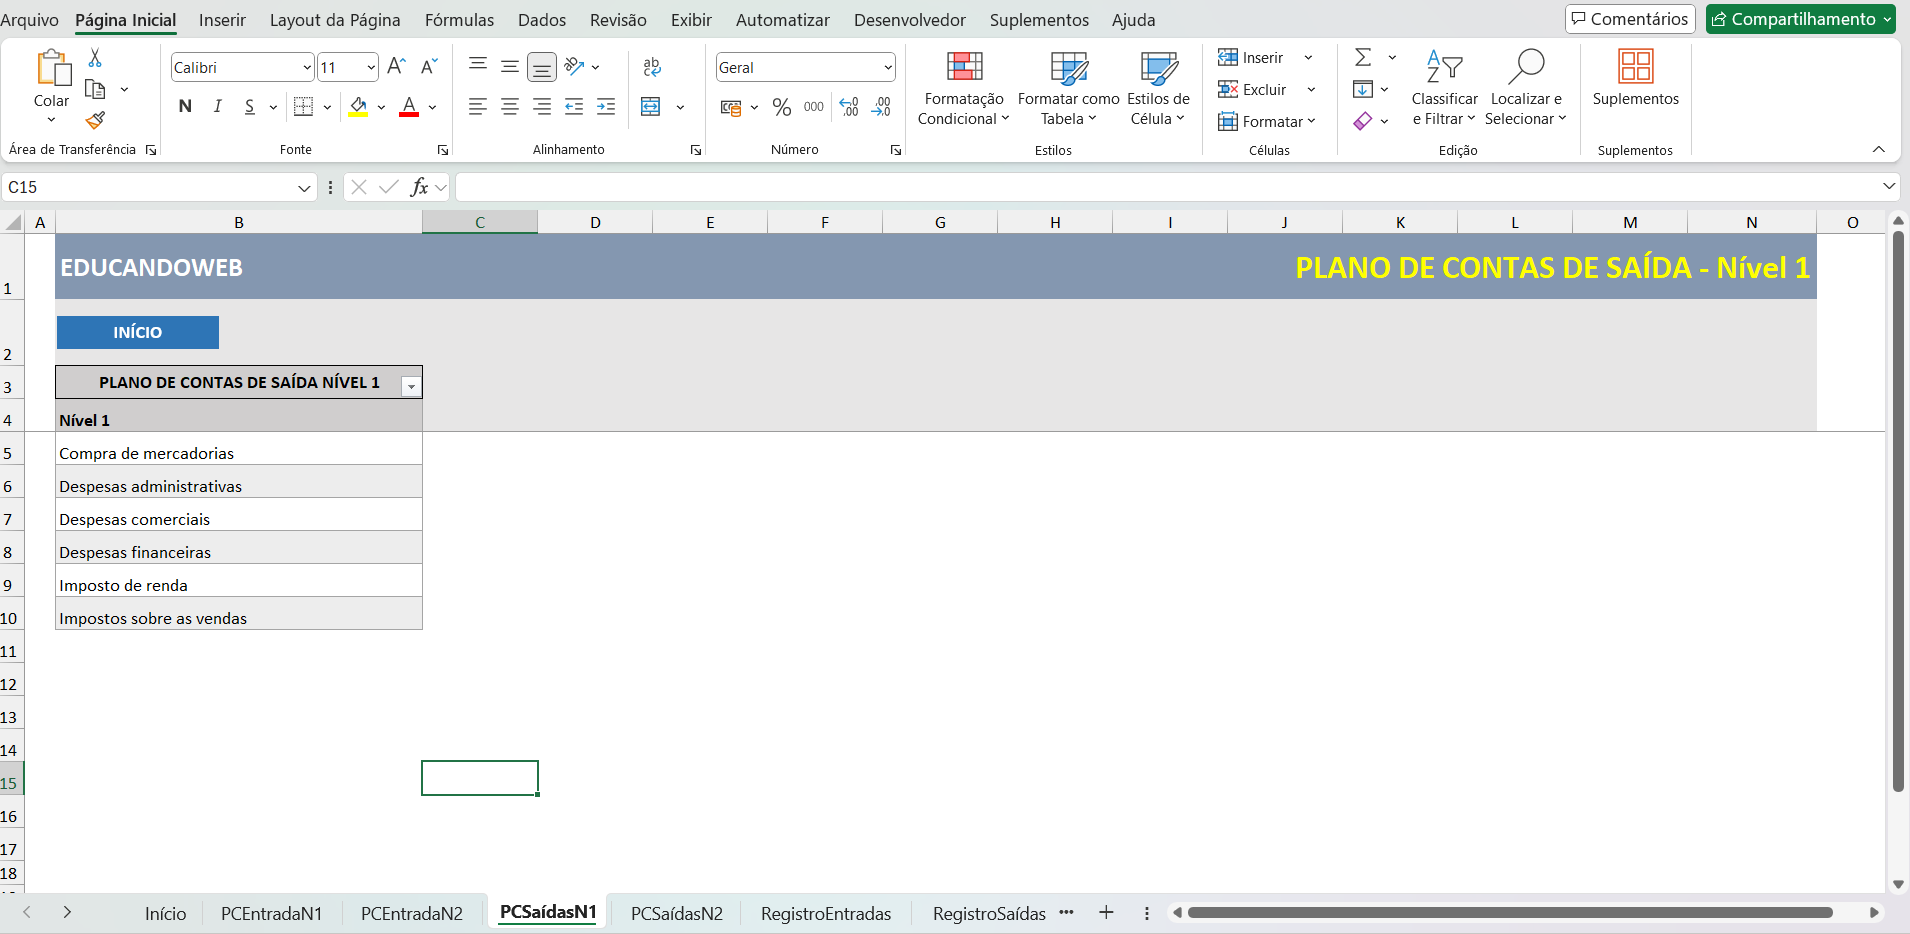 Arquivo Página Inicial Inserir Layout da Página Fórmulas Dados Revisão Exibir Automatizar Desenvolvedor Suplementos Ajuda Comentários Compartilhamento
Colar
Área de Transferência
Calibri 11
N I S
Fonte
ab
Alinhamento
Geral
% 000 ,00
Número
Formatação Condicional
Formatar como Tabela
Estilos de Célula
Estilos
Inserir
Excluir
Formatar
Células
Classificar e Filtrar
Localizar e Selecionar
Edição
Suplementos
Suplementos
C15 fx
A B C D E F G H I J K L M N O
1 EDUCANDOWEB PLANO DE CONTAS DE SAÍDA - Nível 1
2 INÍCIO
3 PLANO DE CONTAS DE SAÍDA NÍVEL 1
4 Nível 1
5 Compra de mercadorias
6 Despesas administrativas
7 Despesas comerciais
8 Despesas financeiras
9 Imposto de renda
10 Impostos sobre as vendas
11
12
13
14
15
16
17
18
Início PCEntradaN1 PCEntradaN2 PCSaídasN1 PCSaídasN2 RegistroEntradas RegistroSaídas ...